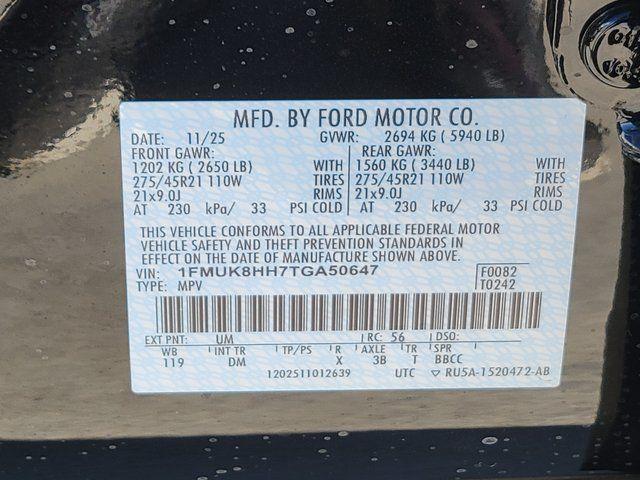 MFD. BY FORD MOTOR CO.
DATE: 11/25 GVWR: 2694 KG ( 5940 LB)
FRONT GAWR: REAR GAWR:
1202 KG ( 2650 LB) WITH 1560 KG ( 3440 LB) WITH
275/45R21 110W TIRES 275/45R21 110W TIRES
21x9.0J RIMS 21x9.0J RIMS
AT 230 kPa/ 33 PSI COLD AT 230 kPa/ 33 PSI COLD
THIS VEHICLE CONFORMS TO ALL APPLICABLE FEDERAL MOTOR
VEHICLE SAFETY AND THEFT PREVENTION STANDARDS IN
EFFECT ON THE DATE OF MANUFACTURE SHOWN ABOVE.
VIN: 1FMUK8HH7TGA50647 F0082
TYPE: MPV T0242
EXT PNT: UM RC: 56 DSO:
WB INT TR TP/PS R AXLE TR SPR
119 DM X 3B T BBCC
1202511012639 UTC ▽ RU5A-1520472-AB